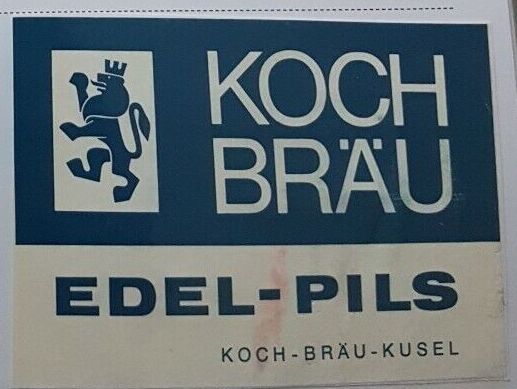 KOCH
BRÄU
EDEL-PILS
KOCH-BRÄU-KUSEL